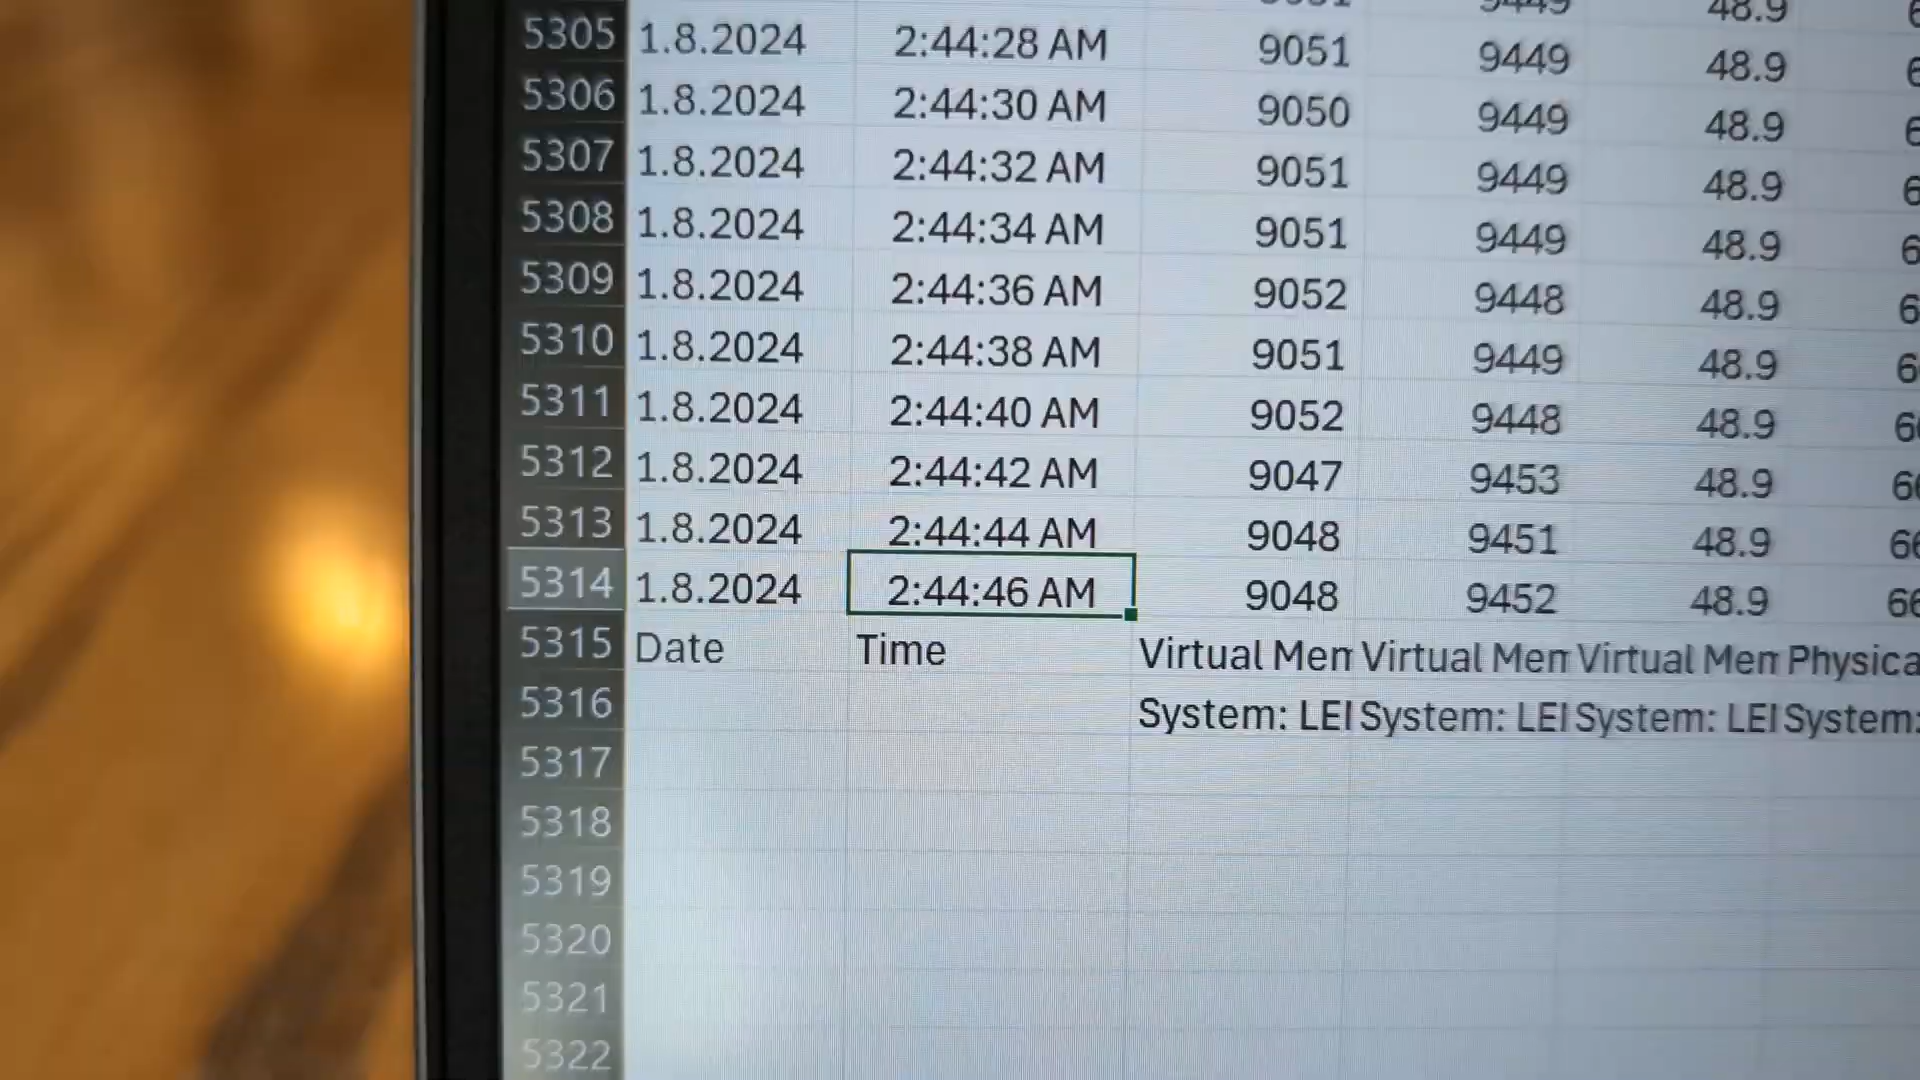 5305 1.8.2024 2:44:28 AM 9051 9449 48.9
5306 1.8.2024 2:44:30 AM 9050 9449 48.9
5307 1.8.2024 2:44:32 AM 9051 9449 48.9
5308 1.8.2024 2:44:34 AM 9051 9449 48.9
5309 1.8.2024 2:44:36 AM 9052 9448 48.9
5310 1.8.2024 2:44:38 AM 9051 9449 48.9
5311 1.8.2024 2:44:40 AM 9052 9448 48.9
5312 1.8.2024 2:44:42 AM 9047 9453 48.9
5313 1.8.2024 2:44:44 AM 9048 9451 48.9
5314 1.8.2024 2:44:46 AM 9048 9452 48.9
5315 Date Time Virtual Mem Virtual Mem Virtual Mem Physica
5316 System: LEI System: LEI System: LEI System:
5317
5318
5319
5320
5321
5322